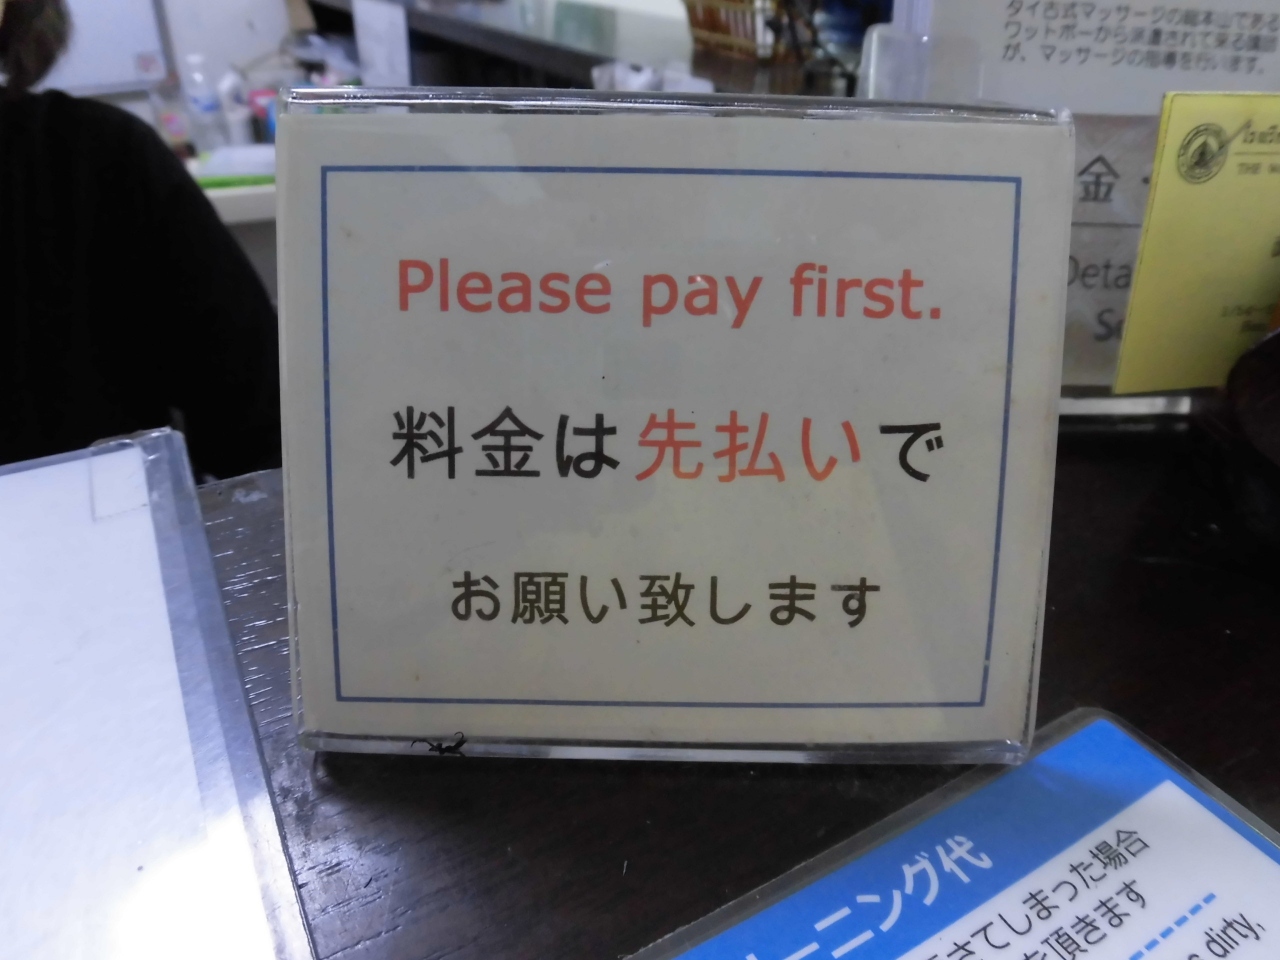 タイ古式マッサージの総本山である
ワットポーから派遣されて来る
が、マッサージの指導を行います。
金
THE
Please pay first.
料金は先払いで
お願い致します
ーニング代
さてしまった場合
を頂きます
dirty,